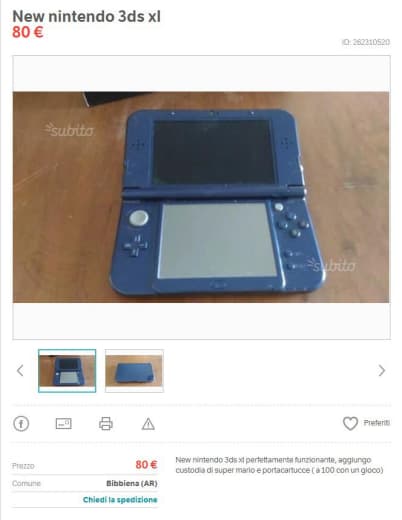 New nintendo 3ds xl
80 €
ID: 262310520
subito
subito
Preferiti
Prezzo
80 €
Comune
Bibbiena (AR)
Chiedi la spedizione
New nintendo 3ds xl perfettamente funzionante, aggiungo
custodia di super mario e portacartucce ( a 100 con un gioco)